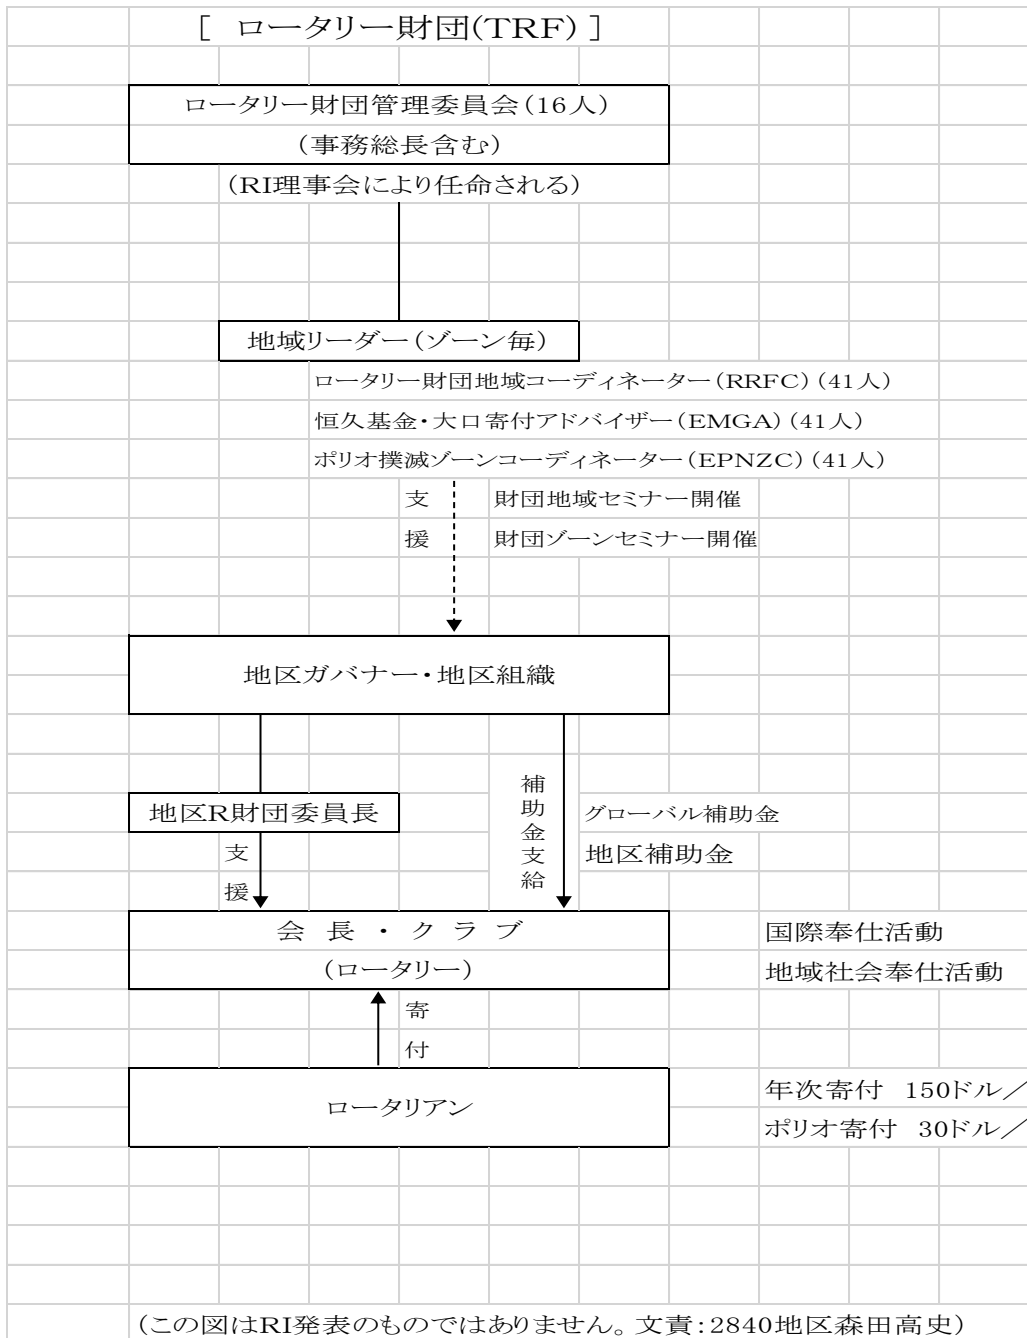 [ ロータリー財団(TRF) ]
ロータリー財団管理委員会(16人)
(事務総長含む)
(RI理事会により任命される)
地域リーダー(ゾーン毎)
ロータリー財団地域コーディネーター(RRFC)(41人)
恒久基金・大口寄付アドバイザー(EMGA)(41人)
ポリオ撲滅ゾーンコーディネーター(EPNZC)(41人)
支援
財団地域セミナー開催
財団ゾーンセミナー開催
地区ガバナー・地区組織
地区R財団委員長
支援
補助金支給
グローバル補助金
地区補助金
会 長 ・ ク ラ ブ
(ロータリー)
国際奉仕活動
地域社会奉仕活動
寄付
ロータリアン
年次寄付 150ドル/
ポリオ寄付 30ドル/
(この図はRI発表のものではありません。文責:2840地区森田高史)